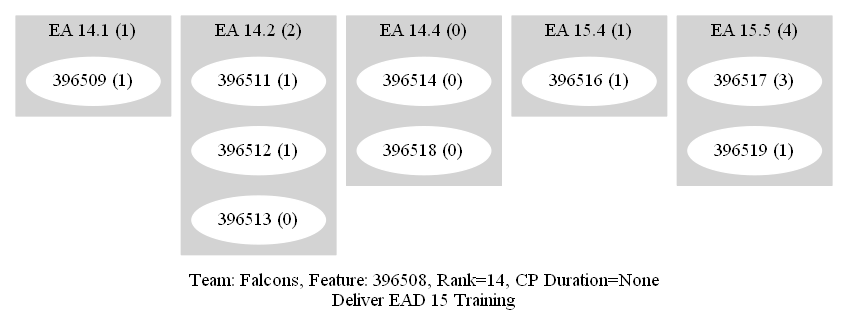 EA 14.1 (1)
396509 (1)
EA 14.2 (2)
396511 (1)
396512 (1)
396513 (0)
EA 14.4 (0)
396514 (0)
396518 (0)
EA 15.4 (1)
396516 (1)
EA 15.5 (4)
396517 (3)
396519 (1)
Team: Falcons, Feature: 396508, Rank=14, CP Duration=None
Deliver EAD 15 Training